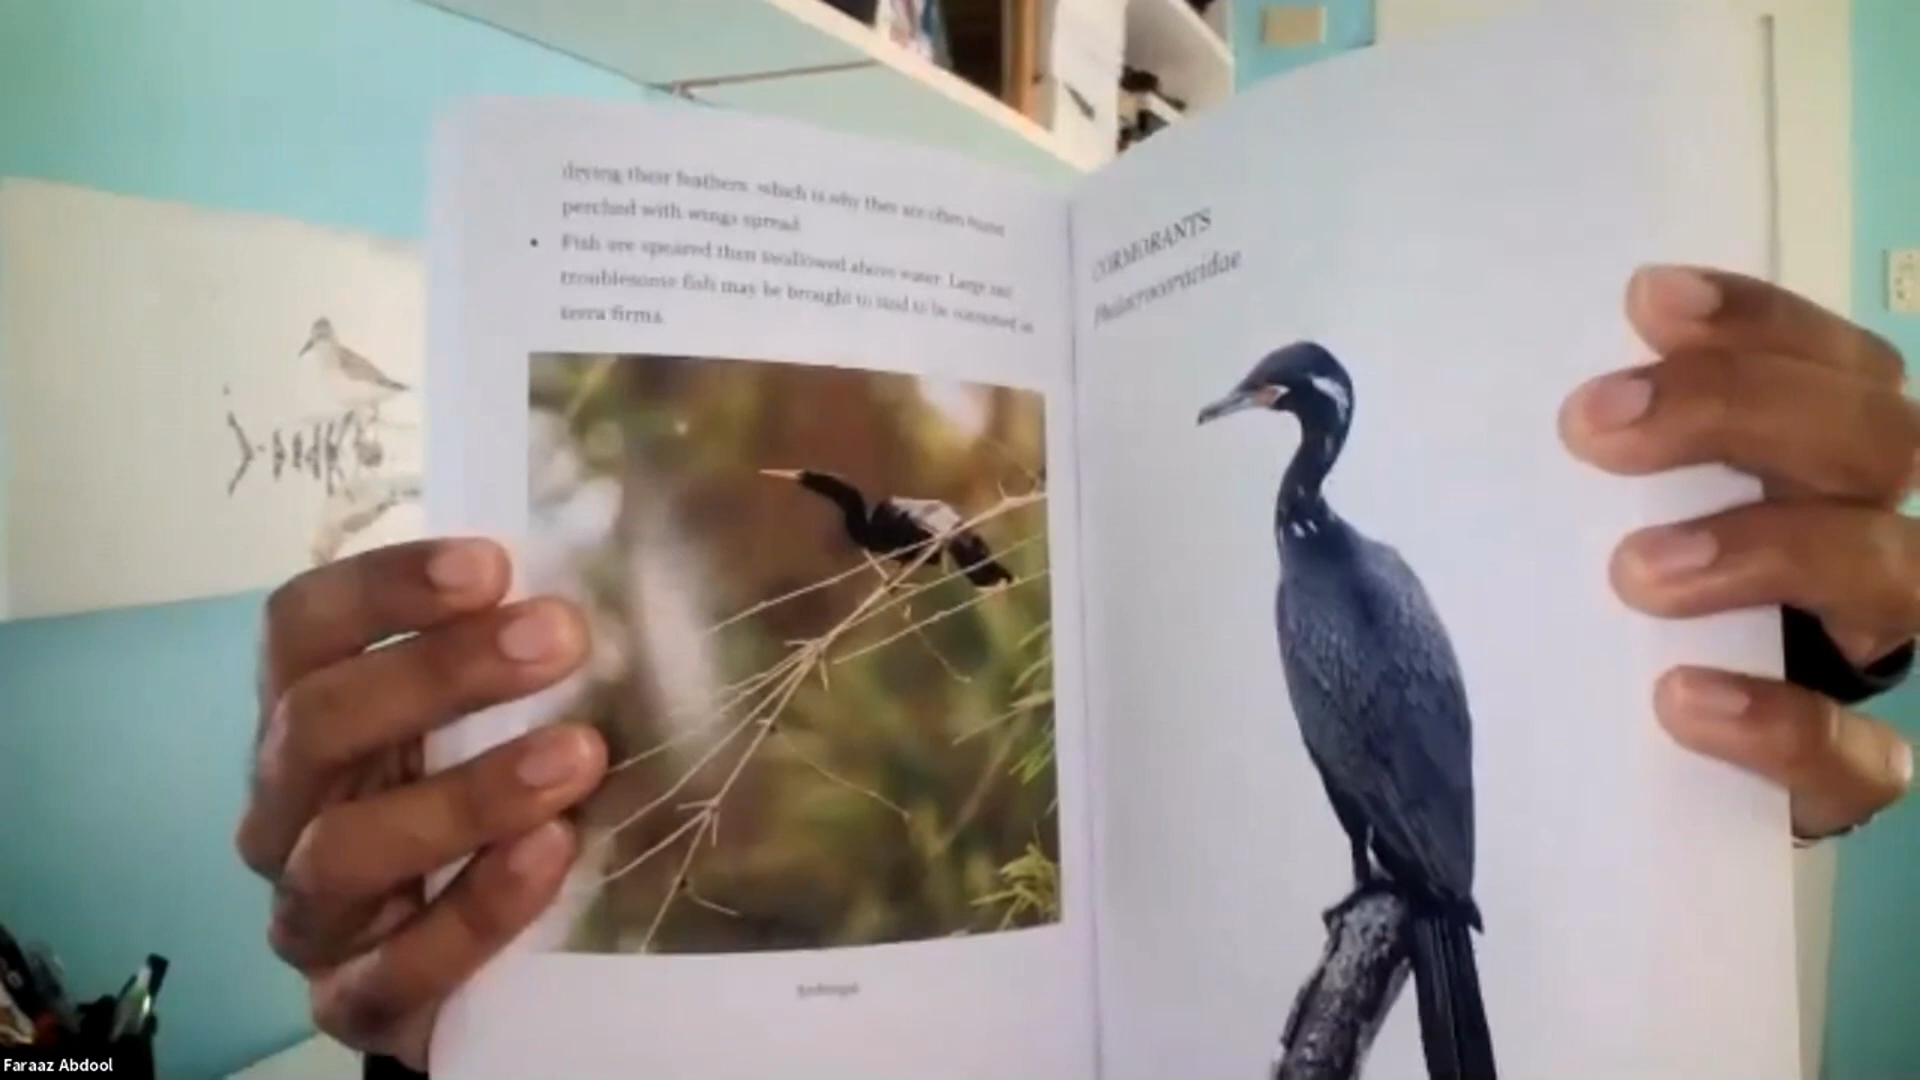 drying their feathers, which is why they are often found
perched with wings spread.
• Fish are speared then swallowed above water. Large and
troublesome fish may be brought to land to be consumed on
terra firma.
Anhinga
CORMORANTS
Phalacrocoracidae
Faraaz Abdool